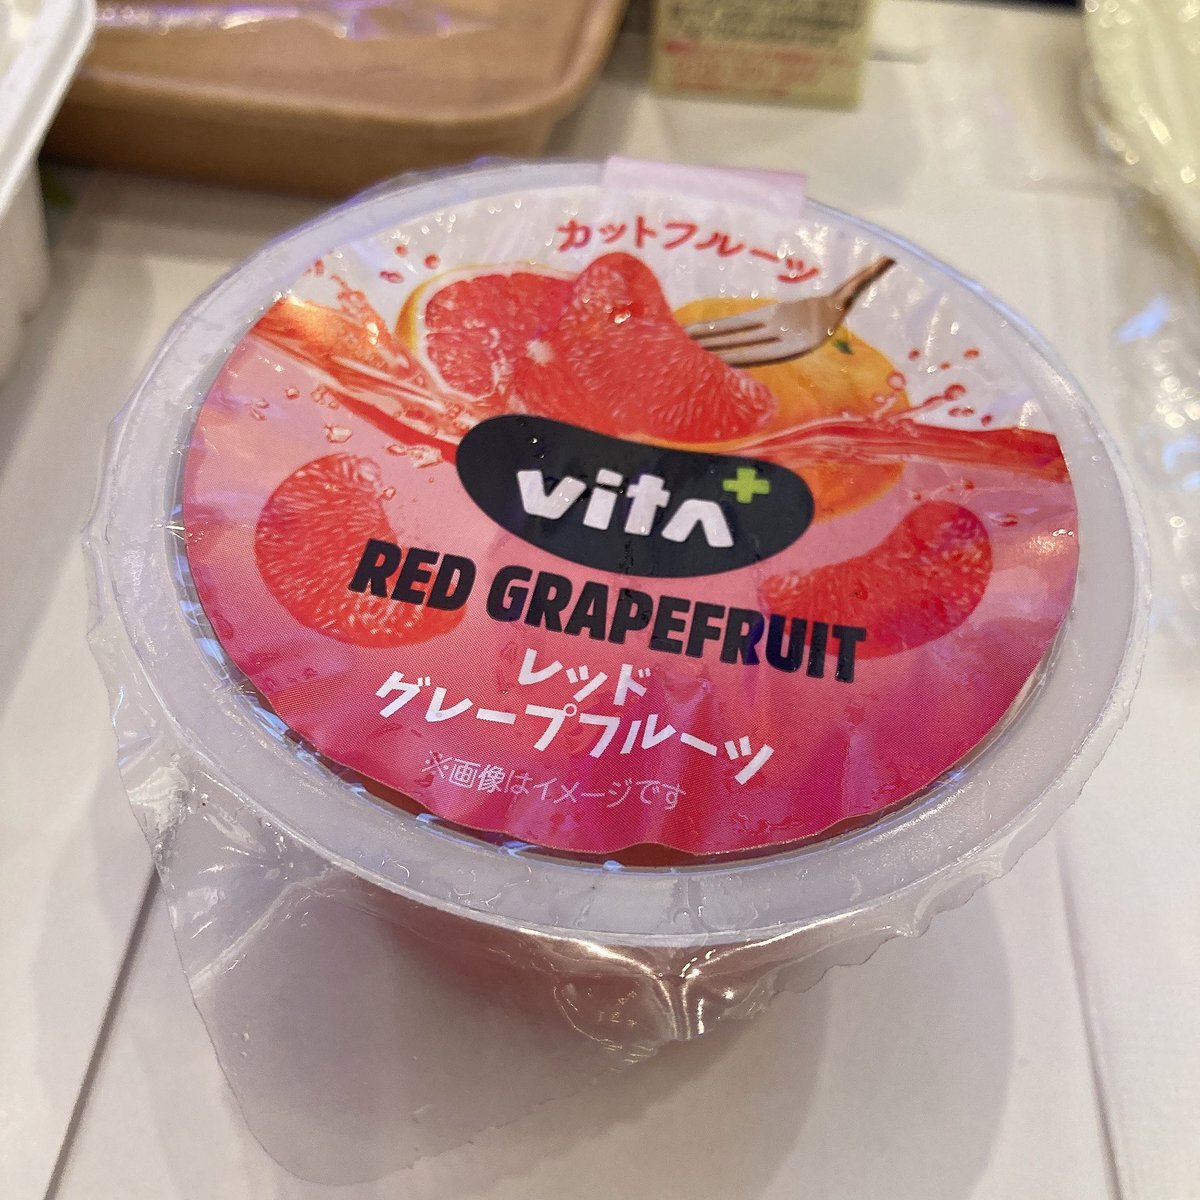 カットフルーツ
vita+
RED GRAPEFRUIT
レッド
グレープフルーツ
※画像はイメージです